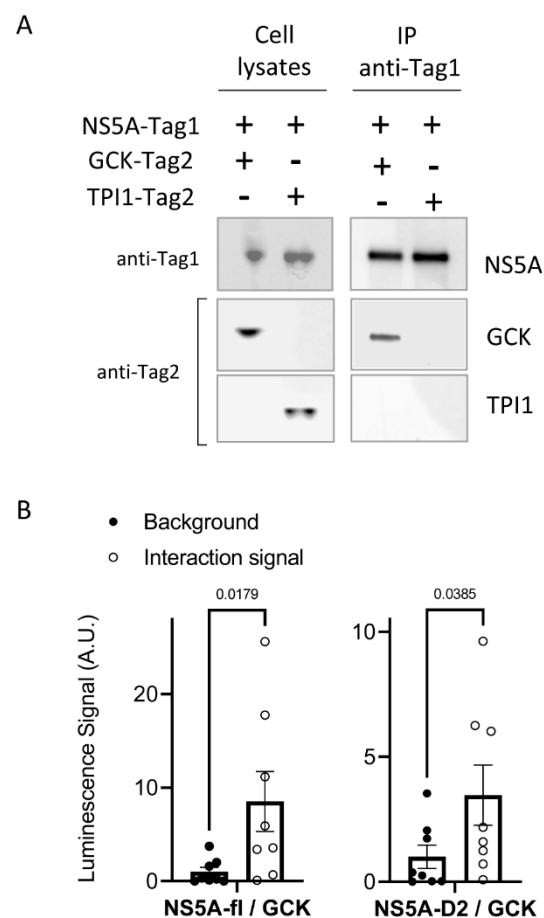 A
Cell
lysates
IP
anti-Tag1
NS5A-Tag1 + + + +
GCK-Tag2 + - + -
TPI1-Tag2 - + - +
anti-Tag1
NS5A
anti-Tag2
GCK
TPI1
B
● Background
○ Interaction signal
Luminescence Signal (A.U.)
0.0179
20
10
0
NS5A-fl / GCK
0.0385
10
5
0
NS5A-D2 / GCK